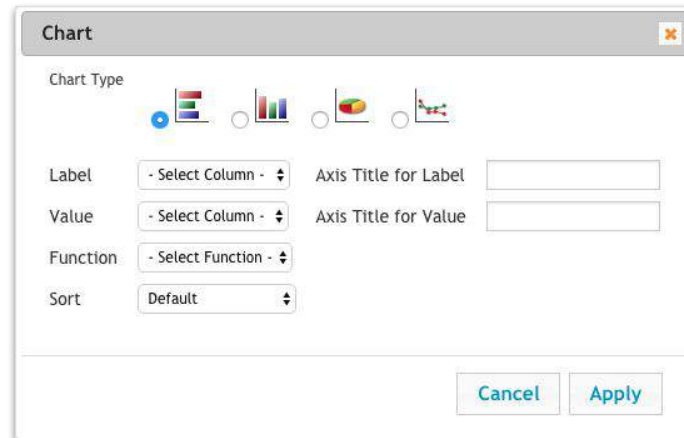 Chart
Chart Type
Label - Select Column - Axis Title for Label
Value - Select Column - Axis Title for Value
Function - Select Function -
Sort Default
Cancel Apply